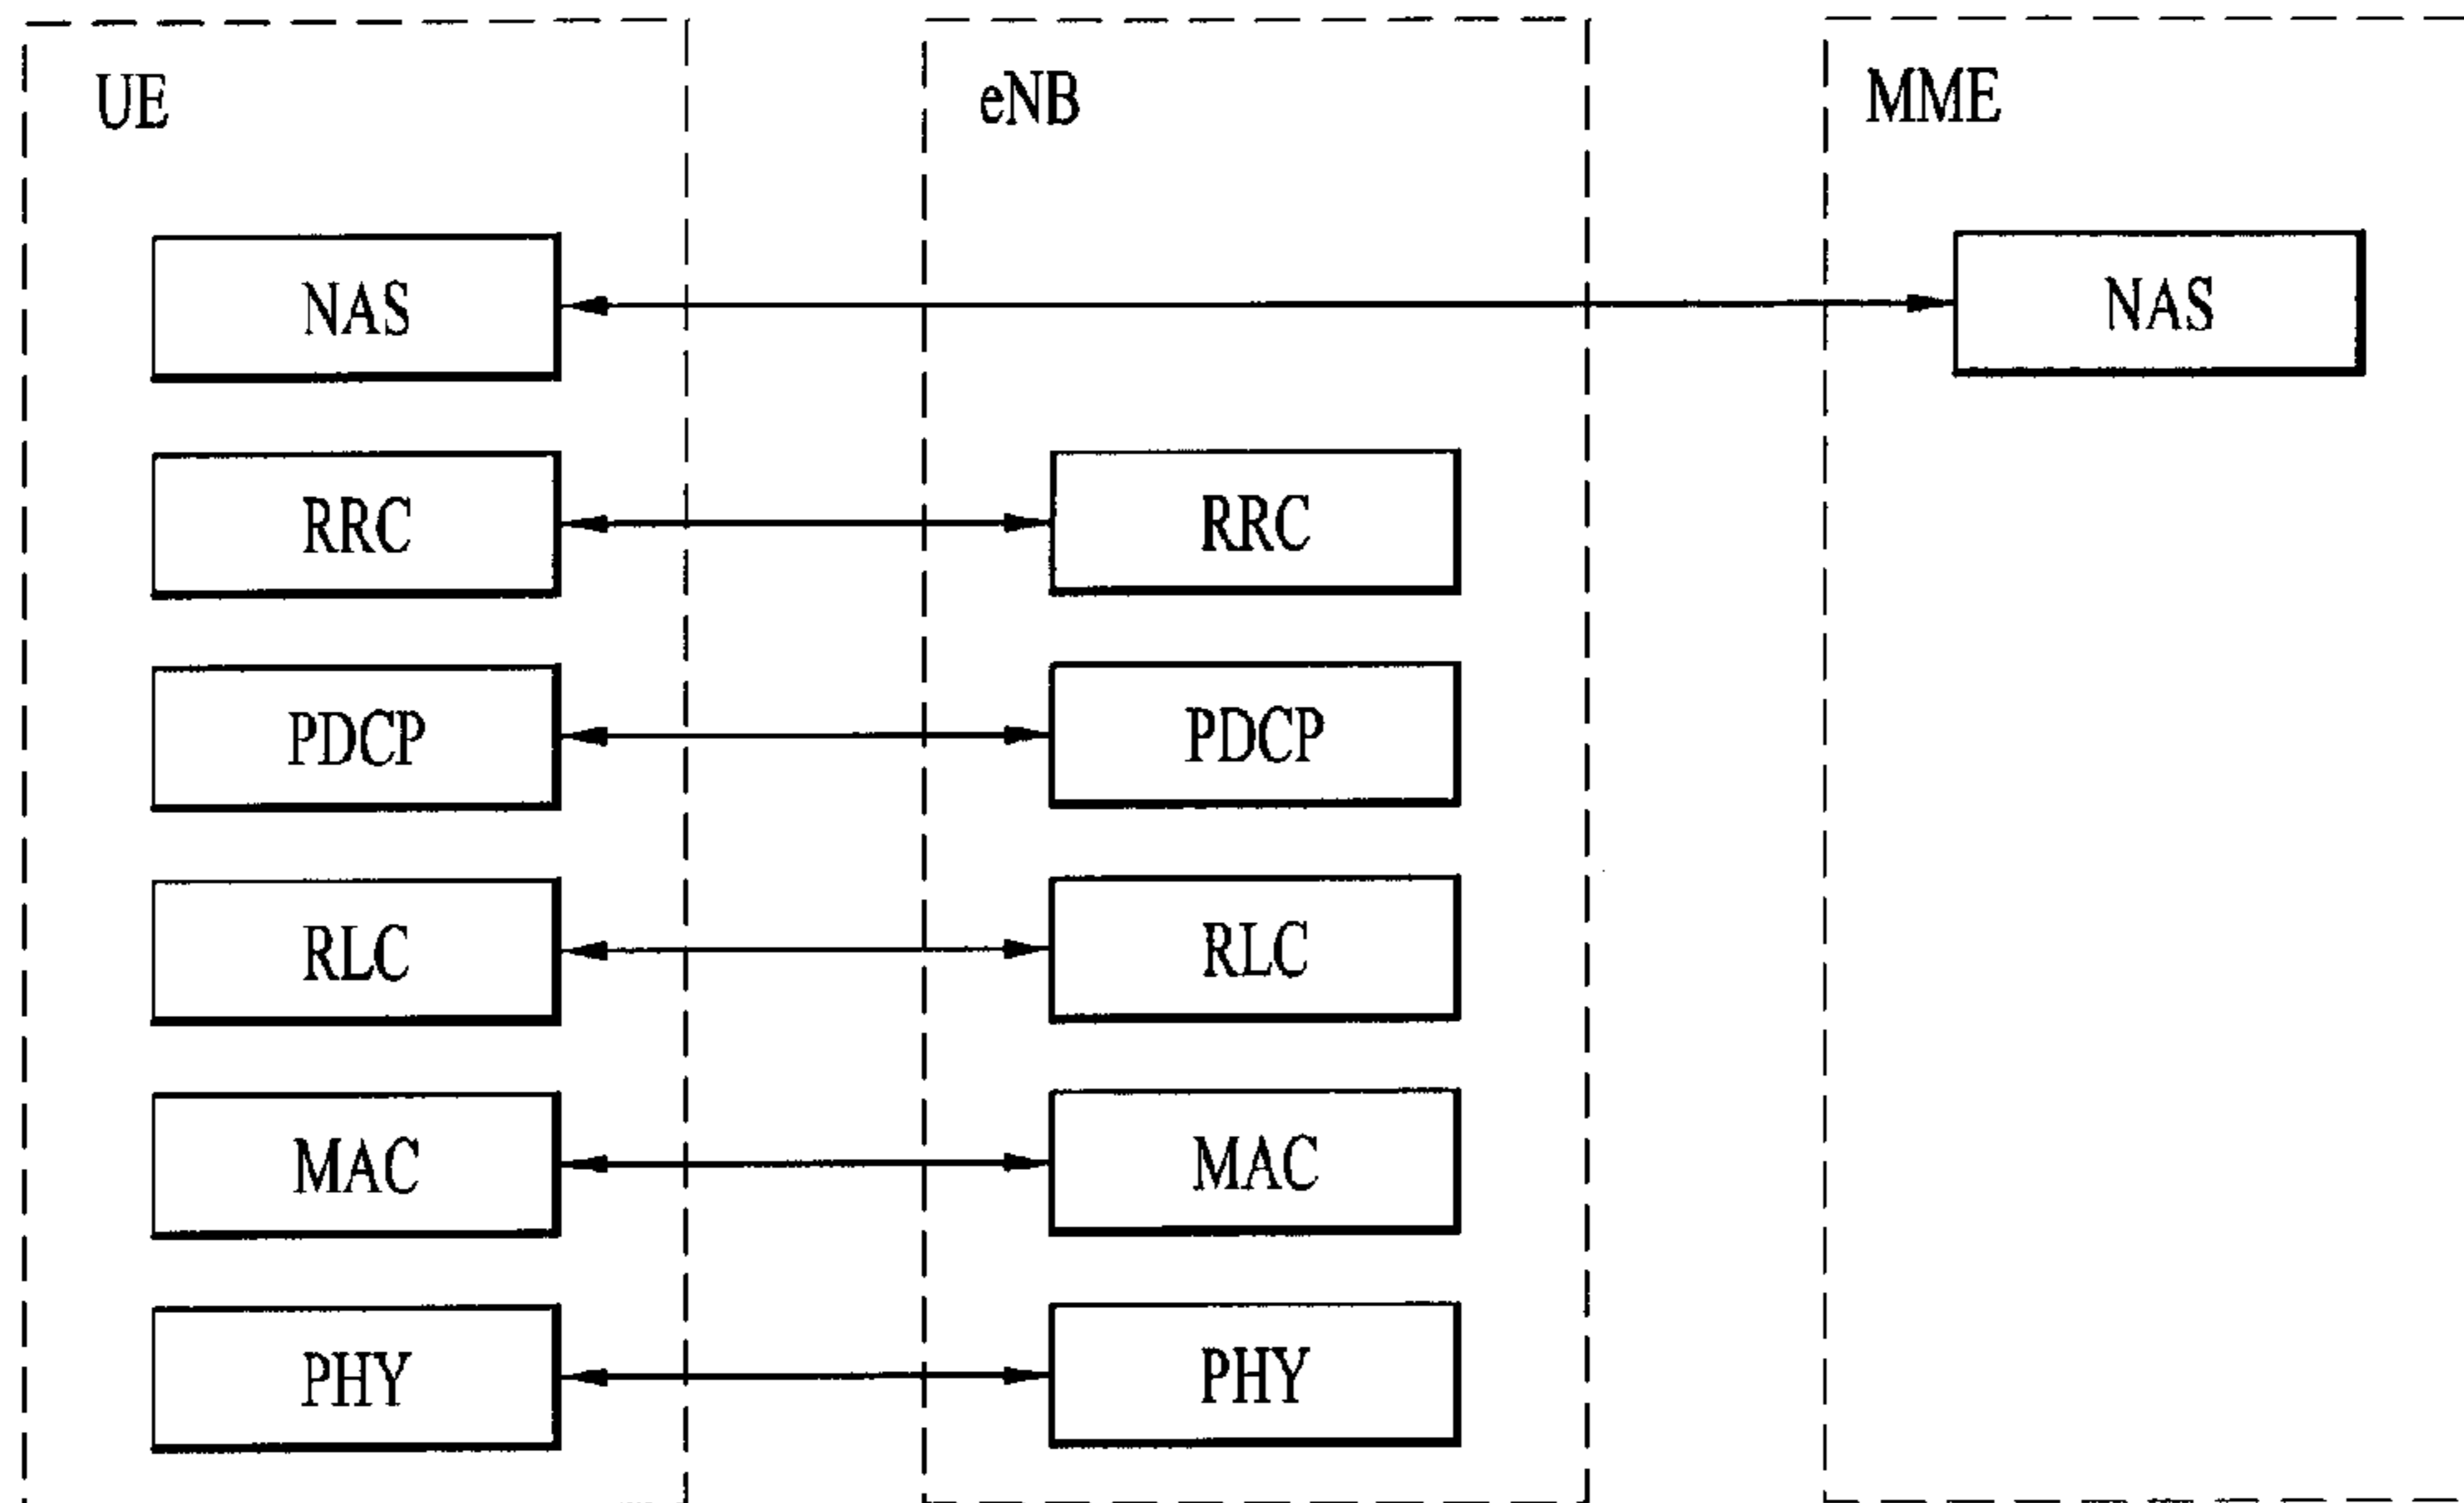 UE eNB MME
NAS NAS
RRC RRC
PDCP PDCP
RLC RLC
MAC MAC
PHY PHY